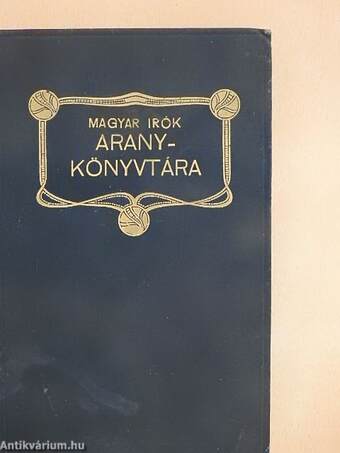 MAGYAR IRÓK
ARANY-
KÖNYVTÁRA
Antikvárium.hu